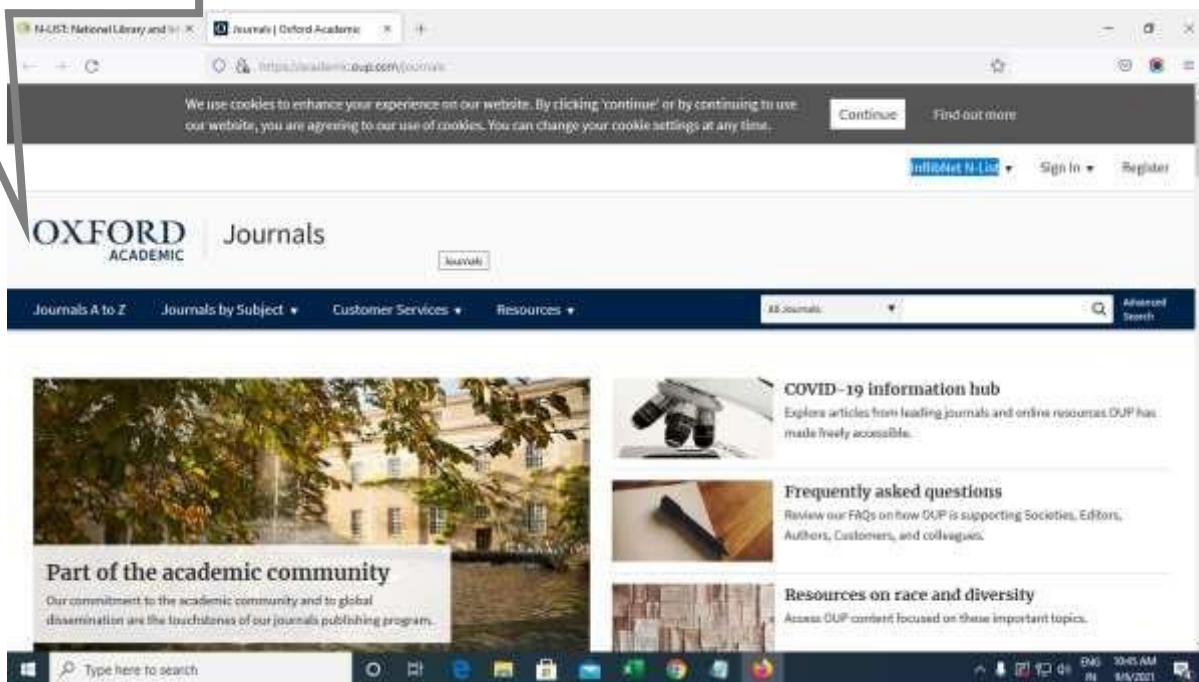 N-LIST: National Library and
Journals | Oxford Academic
https://academic.oup.com/journals
We use cookies to enhance your experience on our website. By clicking 'continue' or by continuing to use
our website, you are agreeing to our use of cookies. You can change your cookie settings at any time.
Continue
Find out more
InflibNet N-List
Sign In
Register
OXFORD
ACADEMIC
Journals
Journals
Journals A to Z
Journals by Subject
Customer Services
Resources
All Journals
Advanced
Search
COVID-19 information hub
Explore articles from leading journals and online resources OUP has
made freely accessible.
Frequently asked questions
Review our FAQs on how OUP is supporting Societies, Editors,
Authors, Customers, and colleagues.
Part of the academic community
Our commitment to the academic community and to global
dissemination are the touchstones of our journals publishing program.
Resources on race and diversity
Access OUP content focused on these important topics.
Type here to search
ENG
IN
10:45 AM
9/6/2021